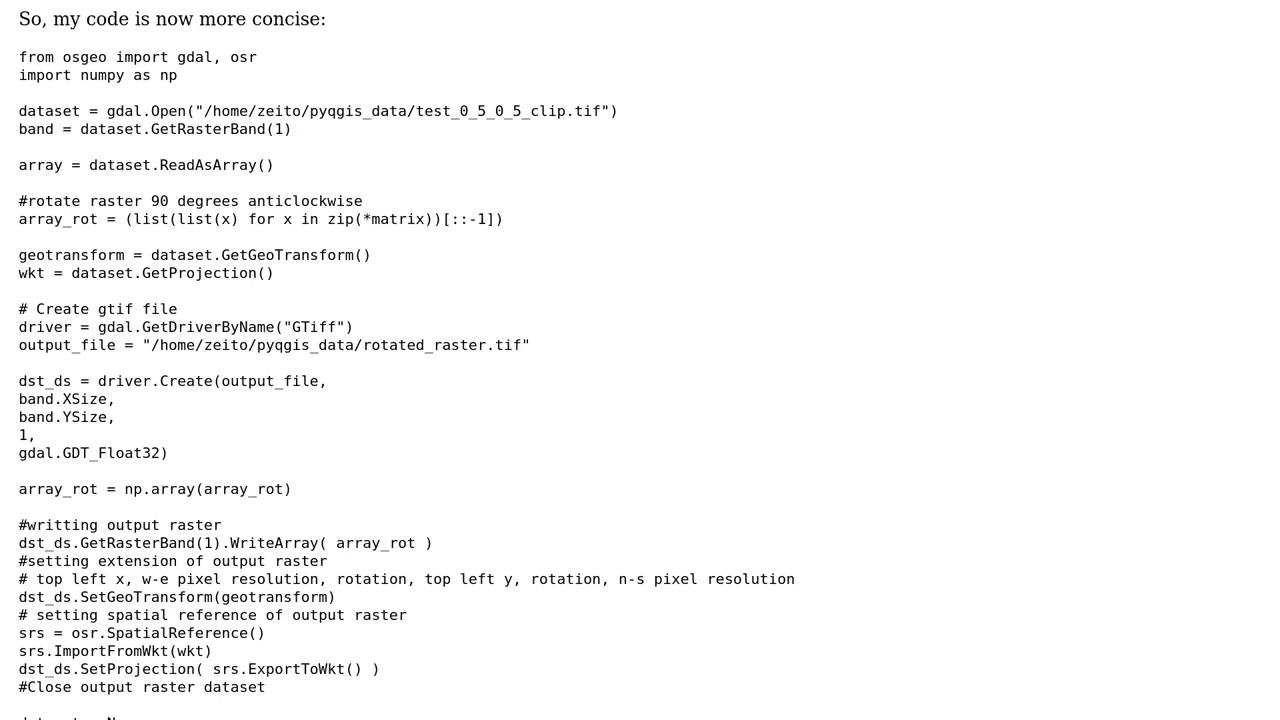 So, my code is now more concise:
from osgeo import gdal, osr
import numpy as np
dataset = gdal.Open("/home/zeito/pyqgis_data/test_0_5_0_5_clip.tif")
band = dataset.GetRasterBand(1)
array = dataset.ReadAsArray()
#rotate raster 90 degrees anticlockwise
array_rot = (list(list(x) for x in zip(*matrix))[::-1])
geotransform = dataset.GetGeoTransform()
wkt = dataset.GetProjection()
# Create gtif file
driver = gdal.GetDriverByName("GTiff")
output_file = "/home/zeito/pyqgis_data/rotated_raster.tif"
dst_ds = driver.Create(output_file,
band.XSize,
band.YSize,
1,
gdal.GDT_Float32)
array_rot = np.array(array_rot)
#writting output raster
dst_ds.GetRasterBand(1).WriteArray( array_rot )
#setting extension of output raster
# top left x, w-e pixel resolution, rotation, top left y, rotation, n-s pixel resolution
dst_ds.SetGeoTransform(geotransform)
# setting spatial reference of output raster
srs = osr.SpatialReference()
srs.ImportFromWkt(wkt)
dst_ds.SetProjection( srs.ExportToWkt() )
#Close output raster dataset